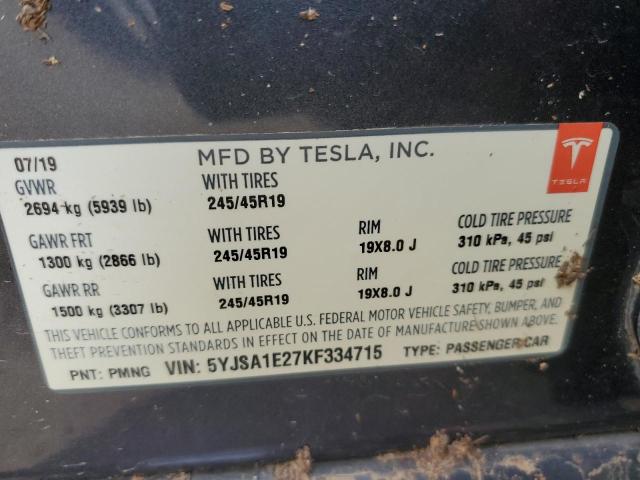 07/19 MFD BY TESLA, INC.
TESLA
GVWR WITH TIRES
2694 kg (5939 lb) 245/45R19
GAWR FRT WITH TIRES RIM COLD TIRE PRESSURE
1300 kg (2866 lb) 245/45R19 19X8.0 J 310 kPa, 45 psi
GAWR RR WITH TIRES RIM COLD TIRE PRESSURE
1500 kg (3307 lb) 245/45R19 19X8.0 J 310 kPa, 45 psi
THIS VEHICLE CONFORMS TO ALL APPLICABLE U.S. FEDERAL MOTOR VEHICLE SAFETY, BUMPER, AND
THEFT PREVENTION STANDARDS IN EFFECT ON THE DATE OF MANUFACTURE SHOWN ABOVE.
PNT: PMNG VIN: 5YJSA1E27KF334715 TYPE: PASSENGER CAR